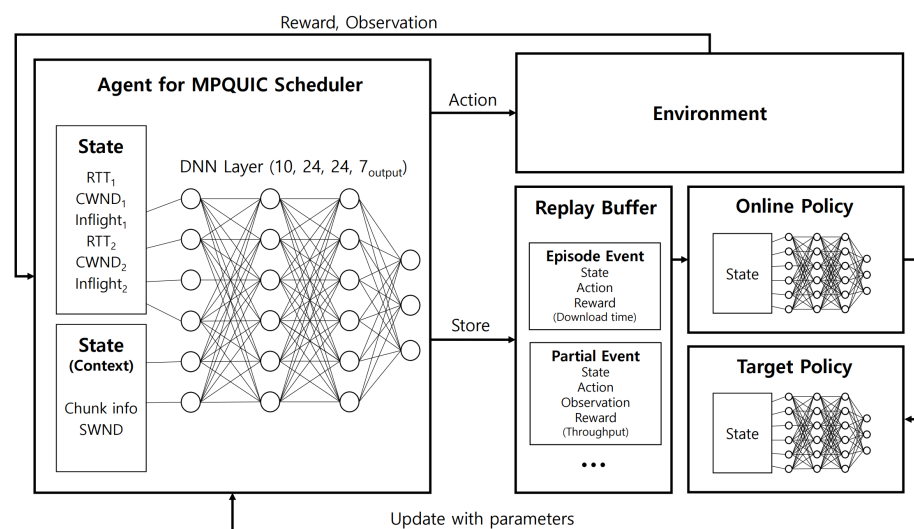 Reward, Observation
Agent for MPQUIC Scheduler
State
RTT₁
CWND₁
Inflight₁
RTT₂
CWND₂
Inflight₂
DNN Layer (10, 24, 24, 7output)
State
(Context)
Chunk info
SWND
Action
Store
Environment
Replay Buffer
Episode Event
State
Action
Reward
(Download time)
Partial Event
State
Action
Observation
Reward
(Throughput)
•••
Online Policy
State
Target Policy
State
Update with parameters